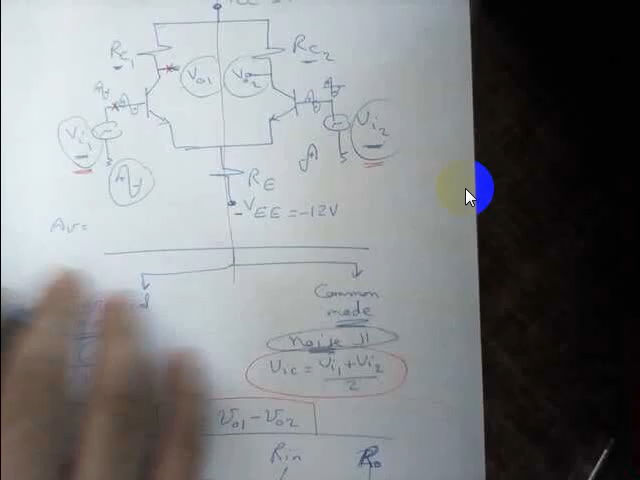 Rc1
Rc2
Vo1
Vo2
Vi1
Vi2
RE
-VEE = -12V
Av=
Common
mode
noise
Vic = Vi1 + Vi2
2
Vo1 - Vo2
Rin
Ro